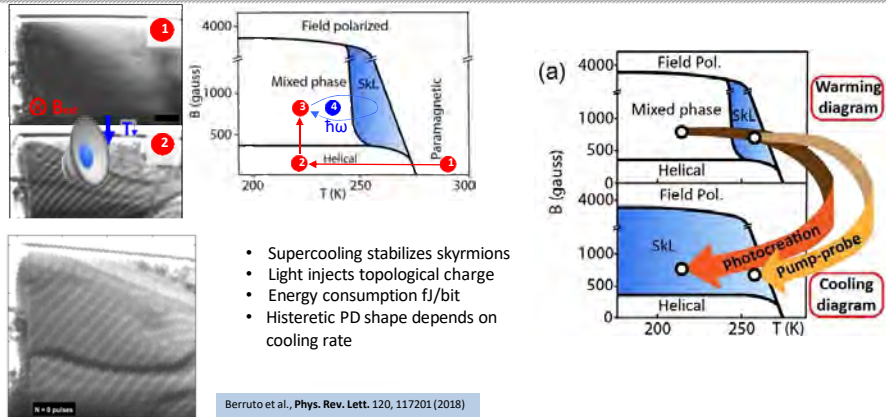 1
B
T
2
N = 0 pulses
4000
1000
500
B (gauss)
Field polarized
Mixed phase
SkL
3
4
ħω
Paramagnetic
2
Helical
1
200
250
300
T (K)
• Supercooling stabilizes skyrmions
• Light injects topological charge
• Energy consumption fJ/bit
• Histeretic PD shape depends on
cooling rate
Berruto et al., Phys. Rev. Lett. 120, 117201 (2018)
(a)
4000
Field Pol.
Warming
diagram
Mixed phase
SkL
1000
500
Helical
B (gauss)
4000
Field Pol.
SkL
Photocreation
Pump-probe
1000
500
Helical
Cooling
diagram
200
250
T (K)